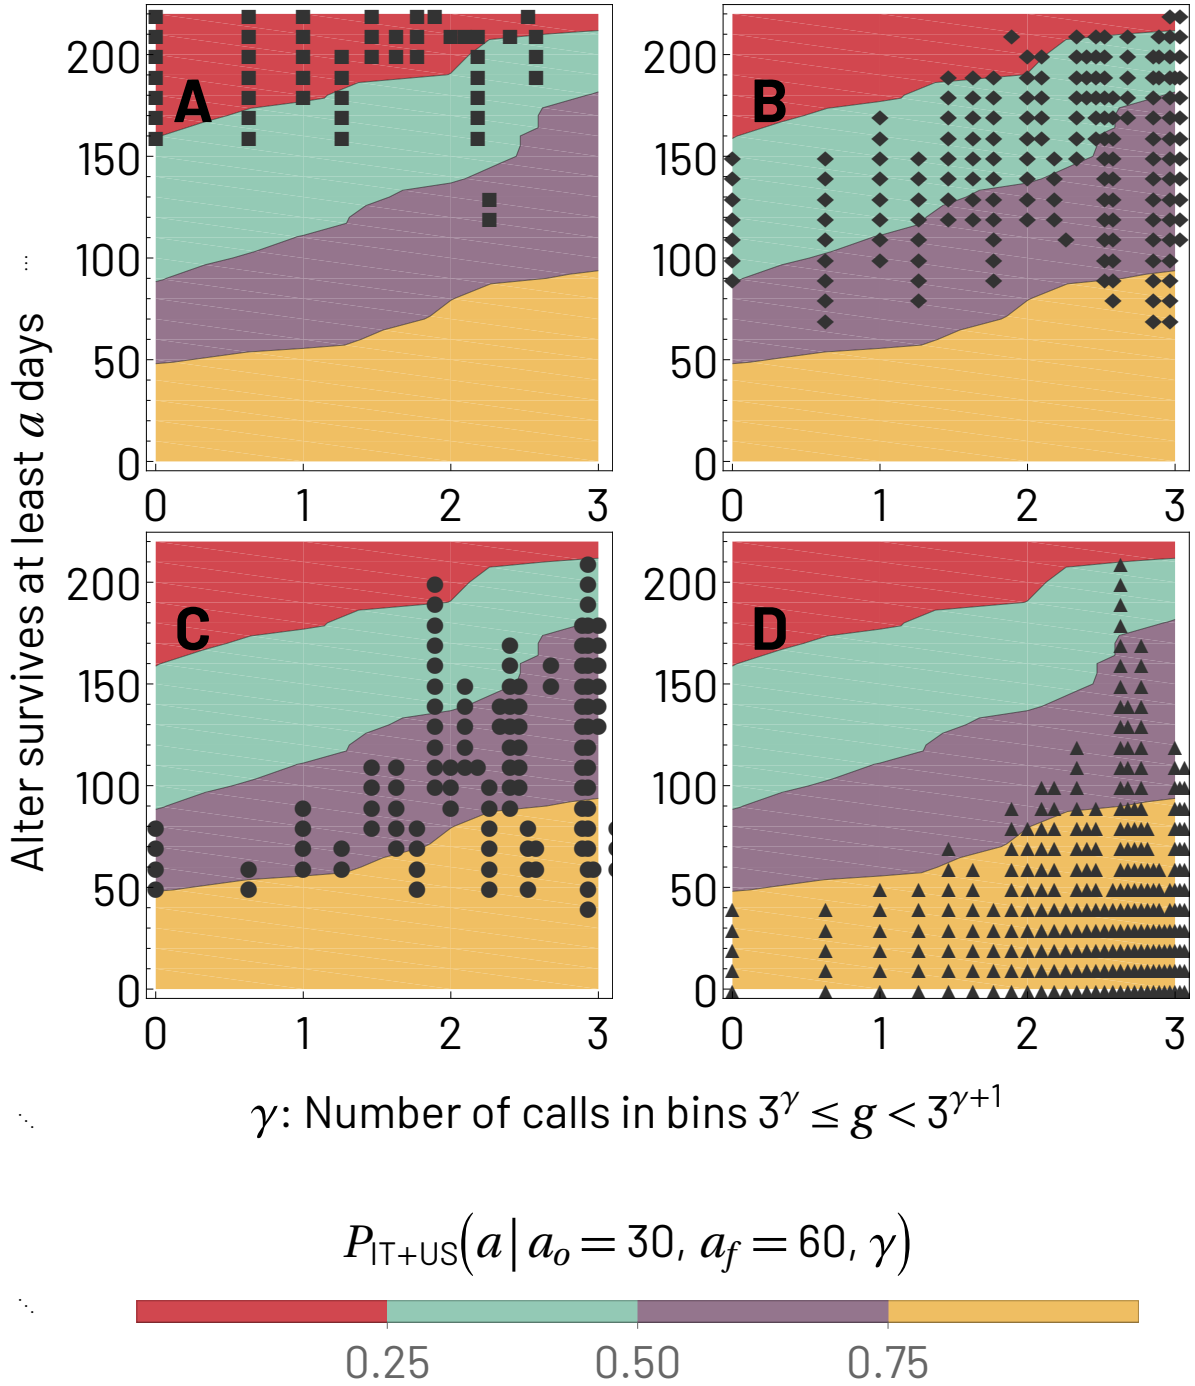 A
B
200
150
100
50
0
0 1 2 3
200
150
100
50
0
0 1 2 3
C
D
200
150
100
50
0
0 1 2 3
200
150
100
50
0
0 1 2 3
Alter survives at least a days ...
γ: Number of calls in bins 3^γ ≤ g < 3^{γ+1}
P_{IT+US}(a | a_o = 30, a_f = 60, γ)
0.25 0.50 0.75